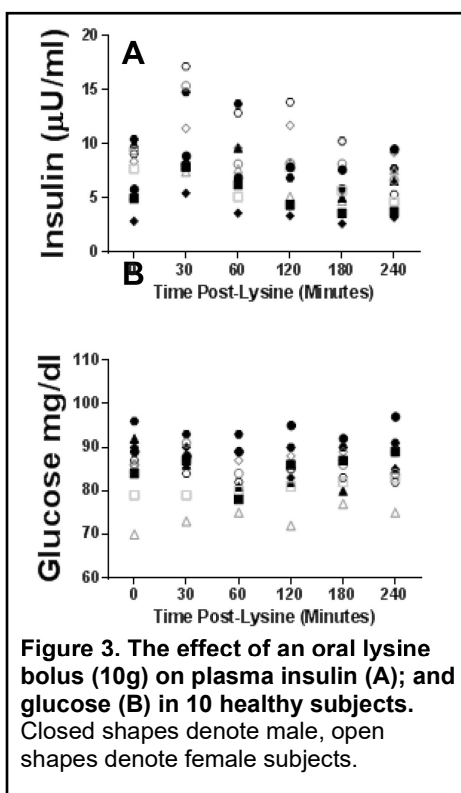 A
Insulin (µU/ml)
20
15
10
5
0
30
60
120
180
240
Time Post-Lysine (Minutes)
B
Glucose mg/dl
110
100
90
80
70
60
0
30
60
120
180
240
Time Post-Lysine (Minutes)
Figure 3. The effect of an oral lysine
bolus (10g) on plasma insulin (A); and
glucose (B) in 10 healthy subjects.
Closed shapes denote male, open
shapes denote female subjects.